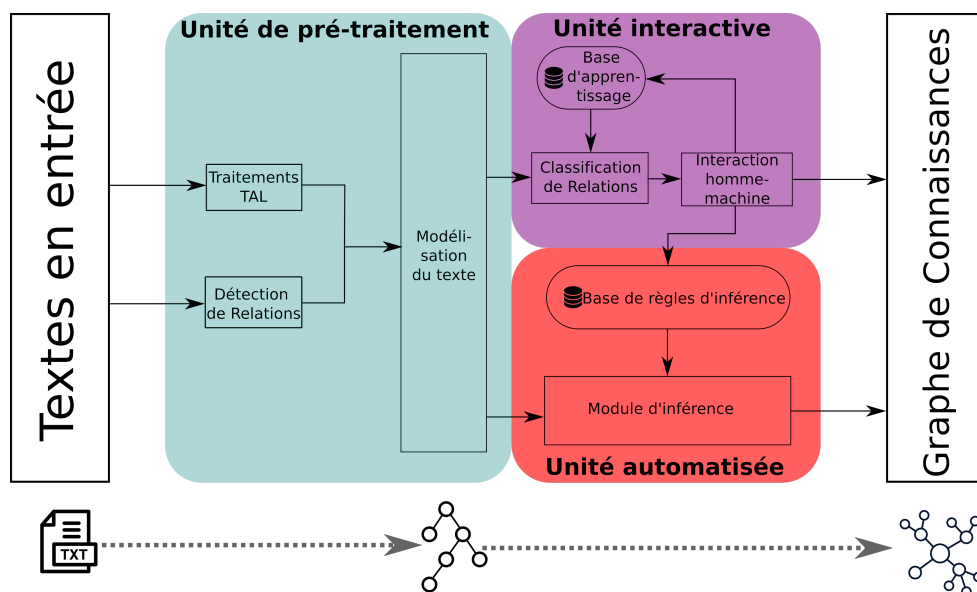 Textes en entrée
Unité de pré-traitement
Traitements
TAL
Détection
de Relations
Modéli-
sation
du texte
Unité interactive
Base
d'appren-
tissage
Classification
de Relations
Interaction
homme-
machine
Base de règles d'inférence
Module d'inférence
Unité automatisée
Graphe de Connaissances
TXT